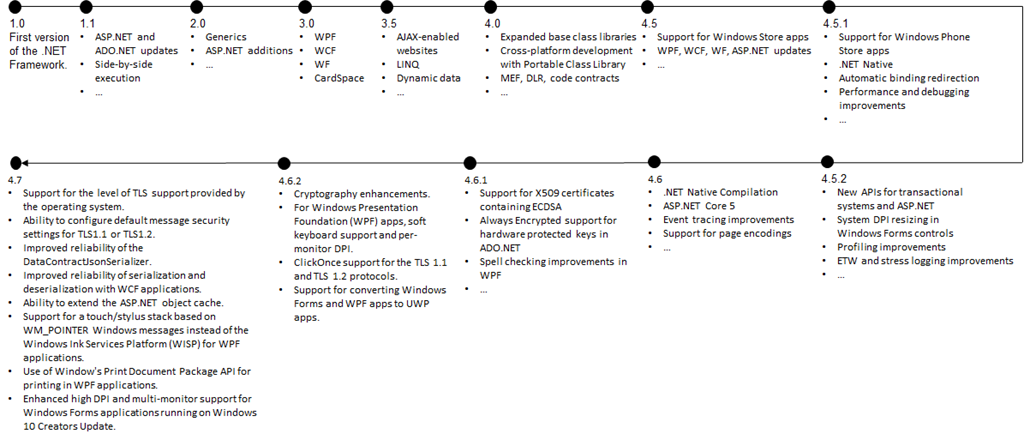 1.0
First version
of the .NET
Framework.
1.1
• ASP.NET and
ADO.NET updates
• Side-by-side
execution
• ...
2.0
• Generics
• ASP.NET additions
• ...
3.0
• WPF
• WCF
• WF
• CardSpace
3.5
• AJAX-enabled
websites
• LINQ
• Dynamic data
• ...
4.0
• Expanded base class libraries
• Cross-platform development
with Portable Class Library
• MEF, DLR, code contracts
• ...
4.5
• Support for Windows Store apps
• WPF, WCF, WF, ASP.NET updates
• ...
4.5.1
• Support for Windows Phone
Store apps
• .NET Native
• Automatic binding redirection
• Performance and debugging
improvements
• ...
4.5.2
• New APIs for transactional
systems and ASP.NET
• System DPI resizing in
Windows Forms controls
• Profiling improvements
• ETW and stress logging improvements
• ...
4.6
• .NET Native Compilation
• ASP.NET Core 5
• Event tracing improvements
• Support for page encodings
• ...
4.6.1
• Support for X509 certificates
containing ECDSA
• Always Encrypted support for
hardware protected keys in
ADO.NET
• Spell checking improvements in
WPF
• ...
4.6.2
• Cryptography enhancements.
• For Windows Presentation
Foundation (WPF) apps, soft
keyboard support and per-
monitor DPI.
• ClickOnce support for the TLS 1.1
and TLS 1.2 protocols.
• Support for converting Windows
Forms and WPF apps to UWP
apps.
4.7
• Support for the level of TLS support provided by
the operating system.
• Ability to configure default message security
settings for TLS1.1 or TLS1.2.
• Improved reliability of the
DataContractJsonSerializer.
• Improved reliability of serialization and
deserialization with WCF applications.
• Ability to extend the ASP.NET object cache.
• Support for a touch/stylus stack based on
WM_POINTER Windows messages instead of the
Windows Ink Services Platform (WISP) for WPF
applications.
• Use of Window's Print Document Package API for
printing in WPF applications.
• Enhanced high DPI and multi-monitor support for
Windows Forms applications running on Windows
10 Creators Update.